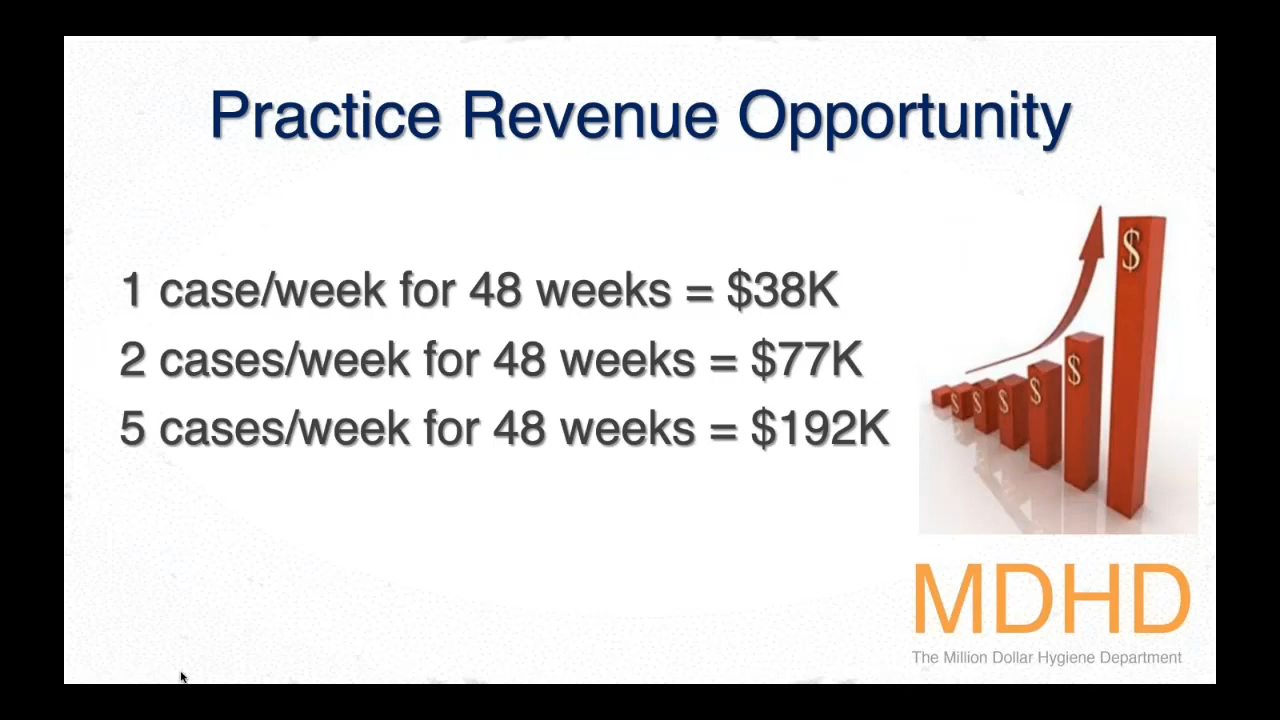 Practice Revenue Opportunity
1 case/week for 48 weeks = $38K
2 cases/week for 48 weeks = $77K
5 cases/week for 48 weeks = $192K
$ $ $ $ $ $
MDHD
The Million Dollar Hygiene Department